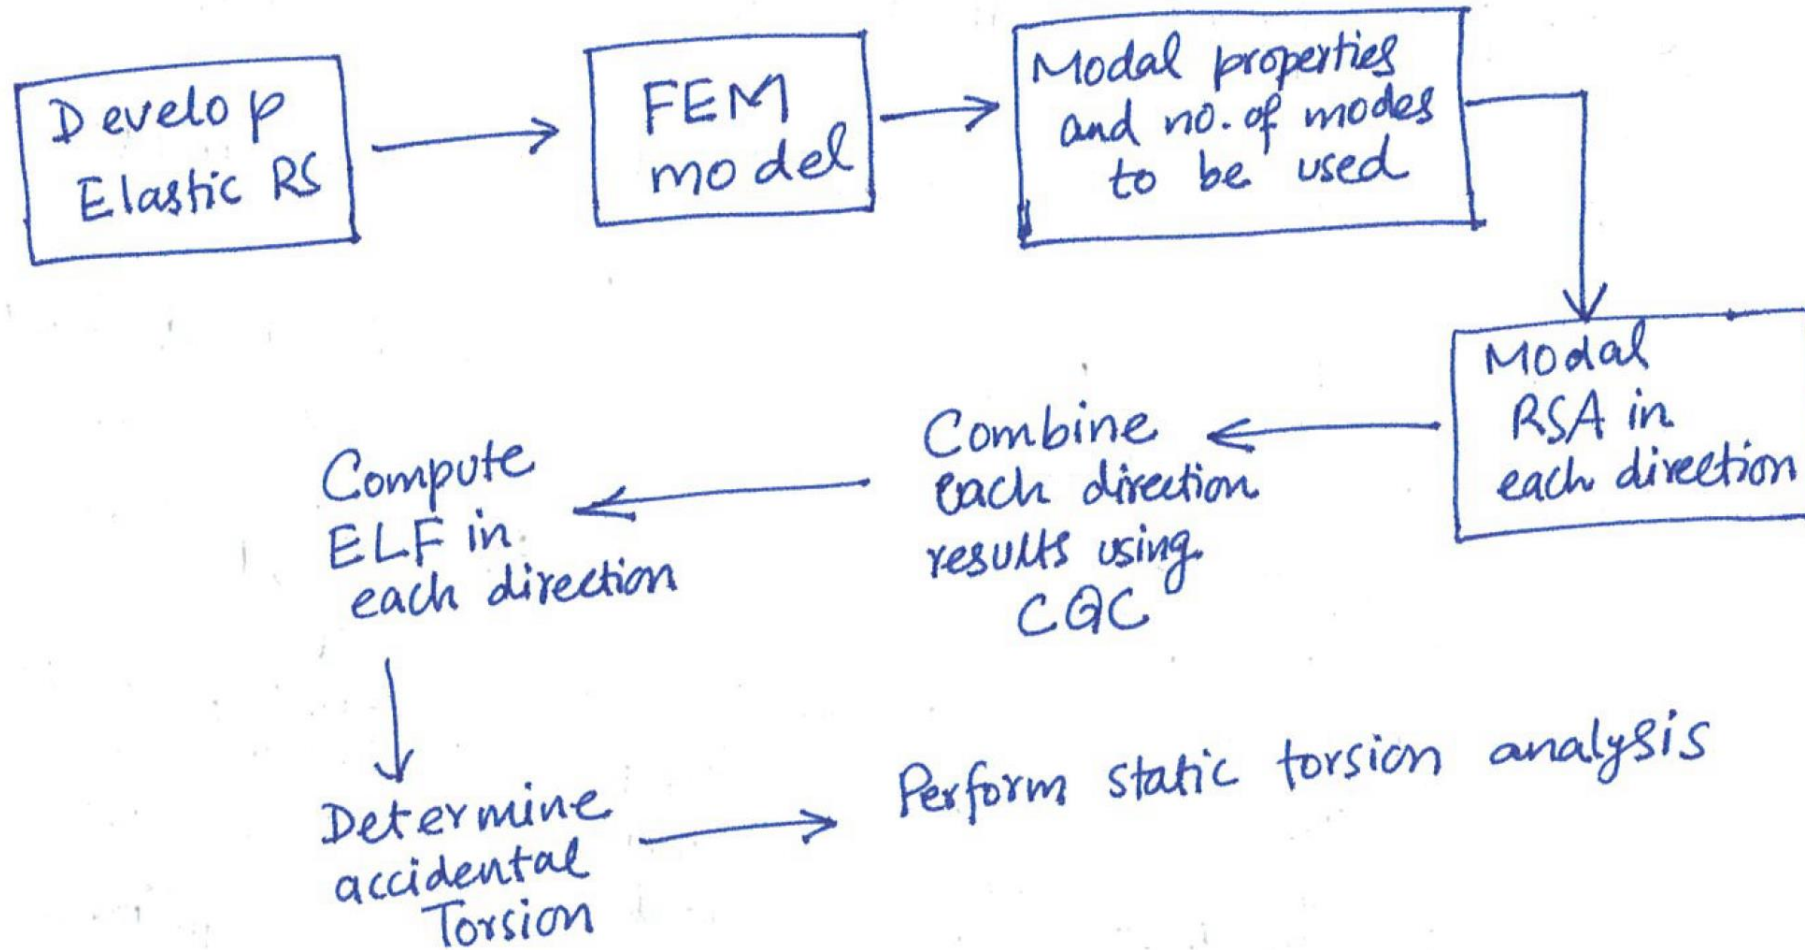 Develop
Elastic RS
FEM
model
Modal properties
and no. of modes
to be used
Modal
RSA in
each direction
Combine
each direction
results using
CQC
Compute
ELF in
each direction
Determine
accidental
Torsion
Perform static torsion analysis